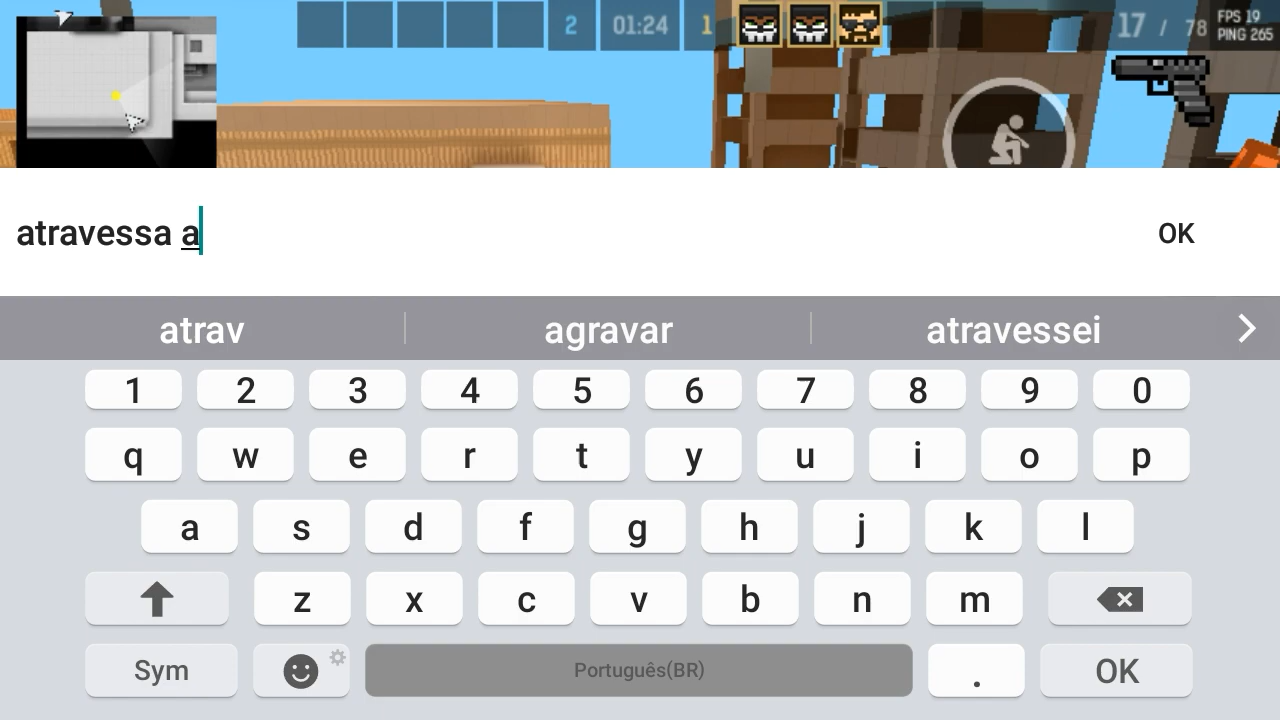 2 01:24 1 17 / 78 FPS 19
PING 265
atravessa a OK
atrav agravar atravessei
1 2 3 4 5 6 7 8 9 0
q w e r t y u i o p
a s d f g h j k l
z x c v b n m
Sym Português(BR) . OK